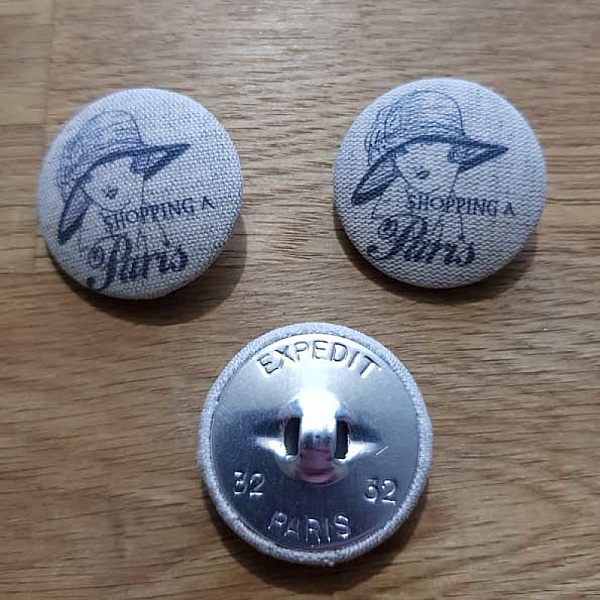 SHOPPING A
Paris
SHOPPING A
Paris
EXPEDIT
32 32
PARIS